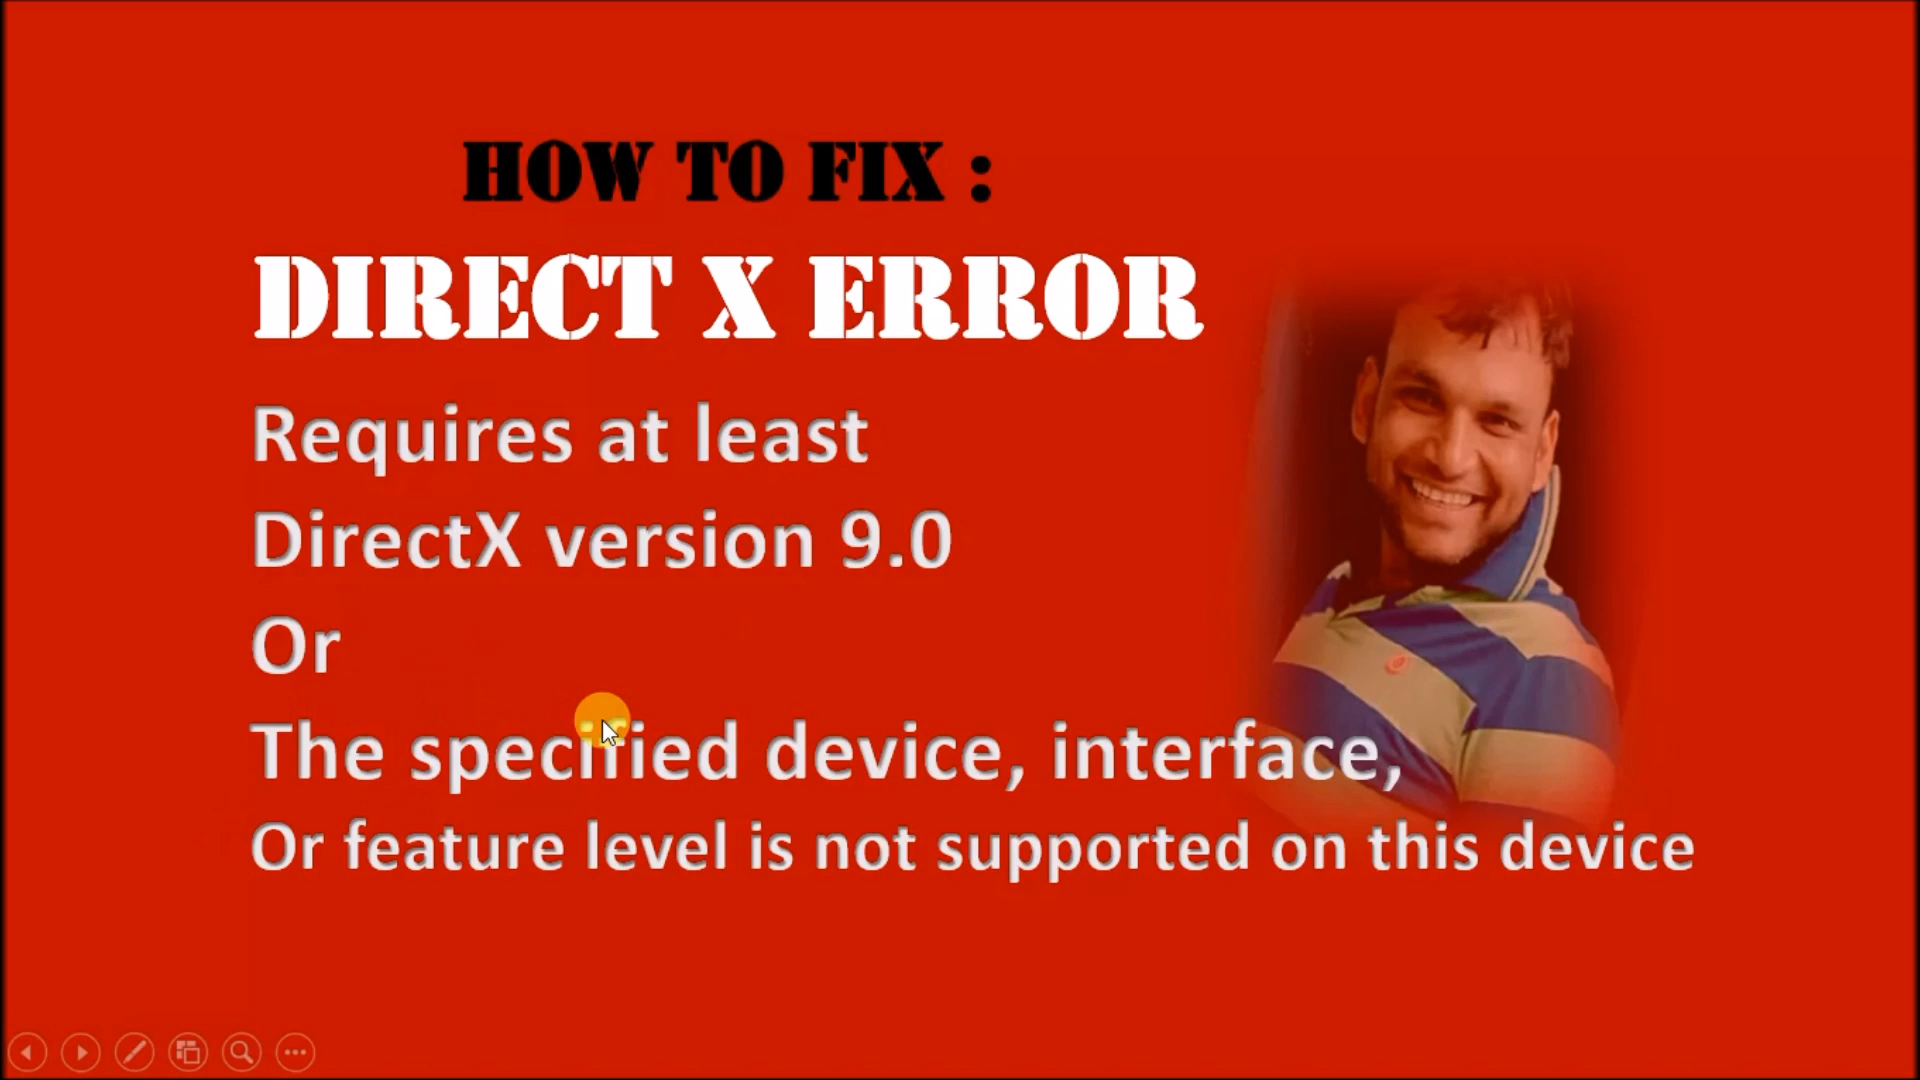 HOW TO FIX :
DIRECT X ERROR
Requires at least
DirectX version 9.0
Or
The specified device, interface,
Or feature level is not supported on this device